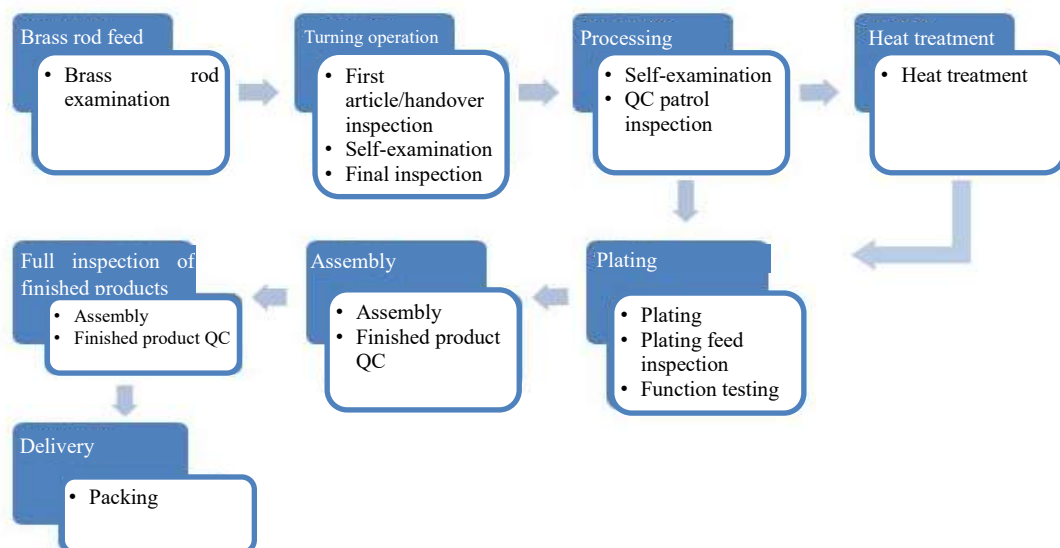 Brass rod feed
• Brass rod
examination
Turning operation
• First
article/handover
inspection
• Self-examination
• Final inspection
Processing
• Self-examination
• QC patrol
inspection
Heat treatment
• Heat treatment
Full inspection of
finished products
• Assembly
• Finished product QC
Assembly
• Assembly
• Finished product
QC
Plating
• Plating
• Plating feed
inspection
• Function testing
Delivery
• Packing